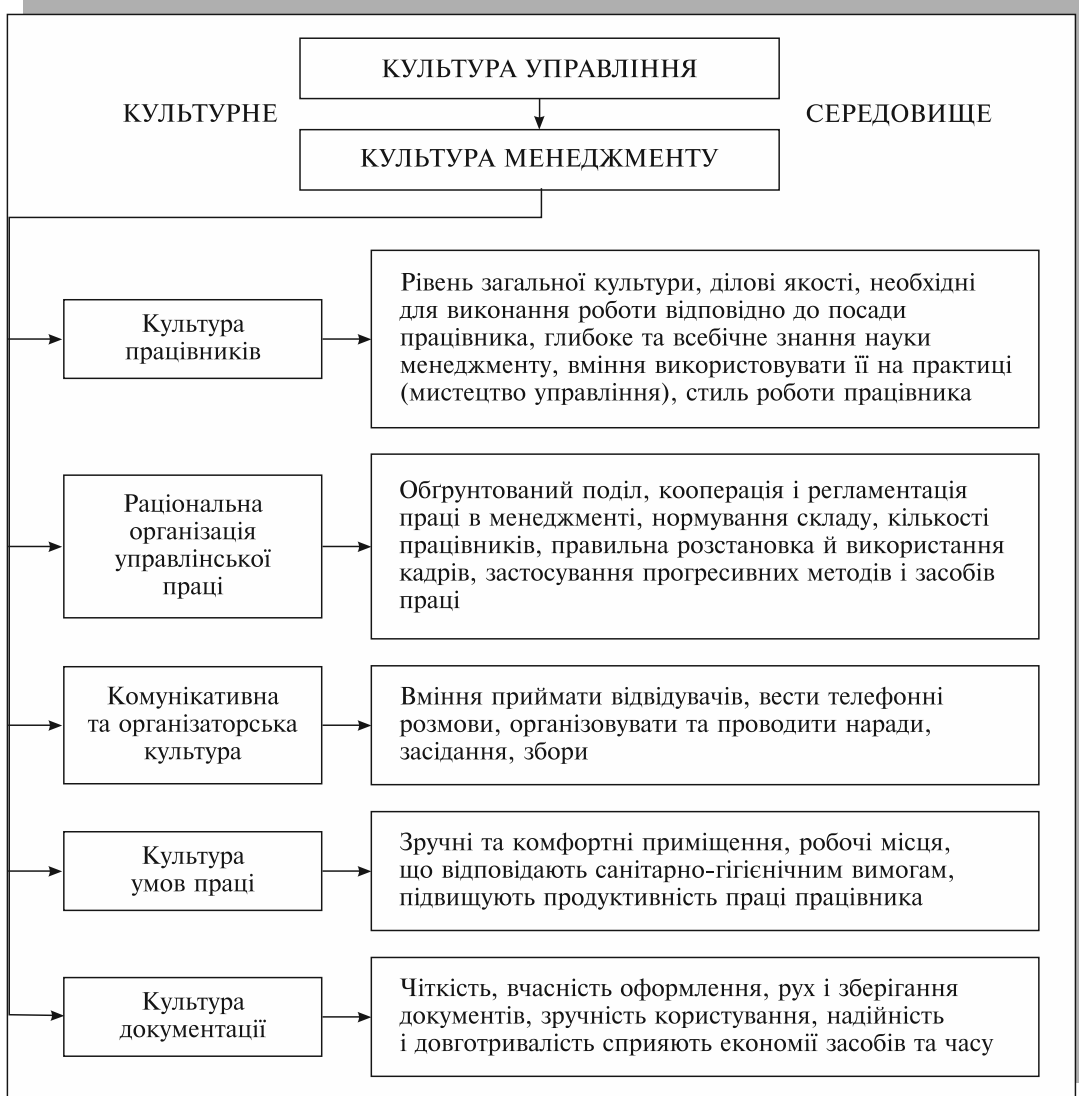 КУЛЬТУРА УПРАВЛІННЯ
КУЛЬТУРНЕ
СЕРЕДОВИЩЕ
КУЛЬТУРА МЕНЕДЖМЕНТУ
Культура
працівників
Рівень загальної культури, ділові якості, необхідні
для виконання роботи відповідно до посади
працівника, глибоке та всебічне знання науки
менеджменту, вміння використовувати її на практиці
(мистецтво управління), стиль роботи працівника
Раціональна
організація
управлінської
праці
Обґрунтований поділ, кооперація і регламентація
праці в менеджменті, нормування складу, кількості
працівників, правильна розстановка й використання
кадрів, застосування прогресивних методів і засобів
праці
Комунікативна
та організаторська
культура
Вміння приймати відвідувачів, вести телефонні
розмови, організовувати та проводити наради,
засідання, збори
Культура
умов праці
Зручні та комфортні приміщення, робочі місця,
що відповідають санітарно-гігієнічним вимогам,
підвищують продуктивність праці працівника
Культура
документації
Чіткість, вчасність оформлення, рух і зберігання
документів, зручність користування, надійність
і довготривалість сприяють економії засобів та часу